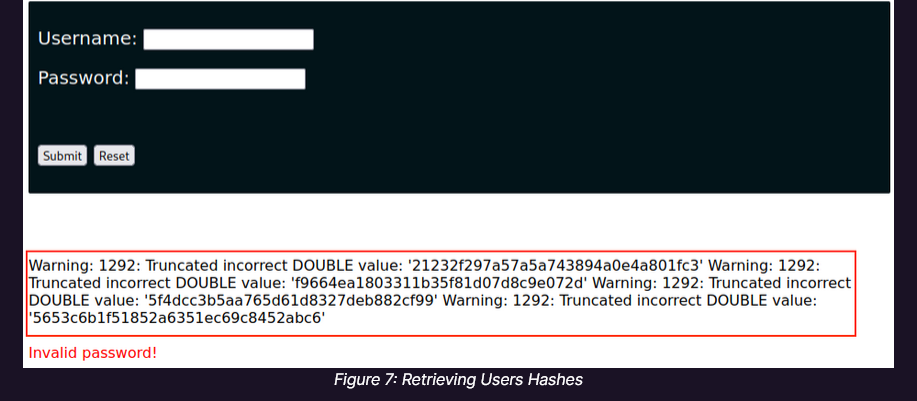 Username:
Password:
Submit Reset
Warning: 1292: Truncated incorrect DOUBLE value: '21232f297a57a5a743894a0e4a801fc3' Warning: 1292:
Truncated incorrect DOUBLE value: 'f9664ea1803311b35f81d07d8c9e072d' Warning: 1292: Truncated incorrect
DOUBLE value: '5f4dcc3b5aa765d61d8327deb882cf99' Warning: 1292: Truncated incorrect DOUBLE value:
'5653c6b1f51852a6351ec69c8452abc6'
Invalid password!
Figure 7: Retrieving Users Hashes